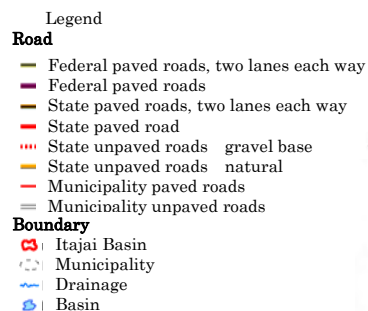 Legend
Road
Federal paved roads, two lanes each way
Federal paved roads
State paved roads, two lanes each way
State paved road
State unpaved roads gravel base
State unpaved roads natural
Municipality paved roads
Municipality unpaved roads
Boundary
Itajai Basin
Municipality
Drainage
Basin